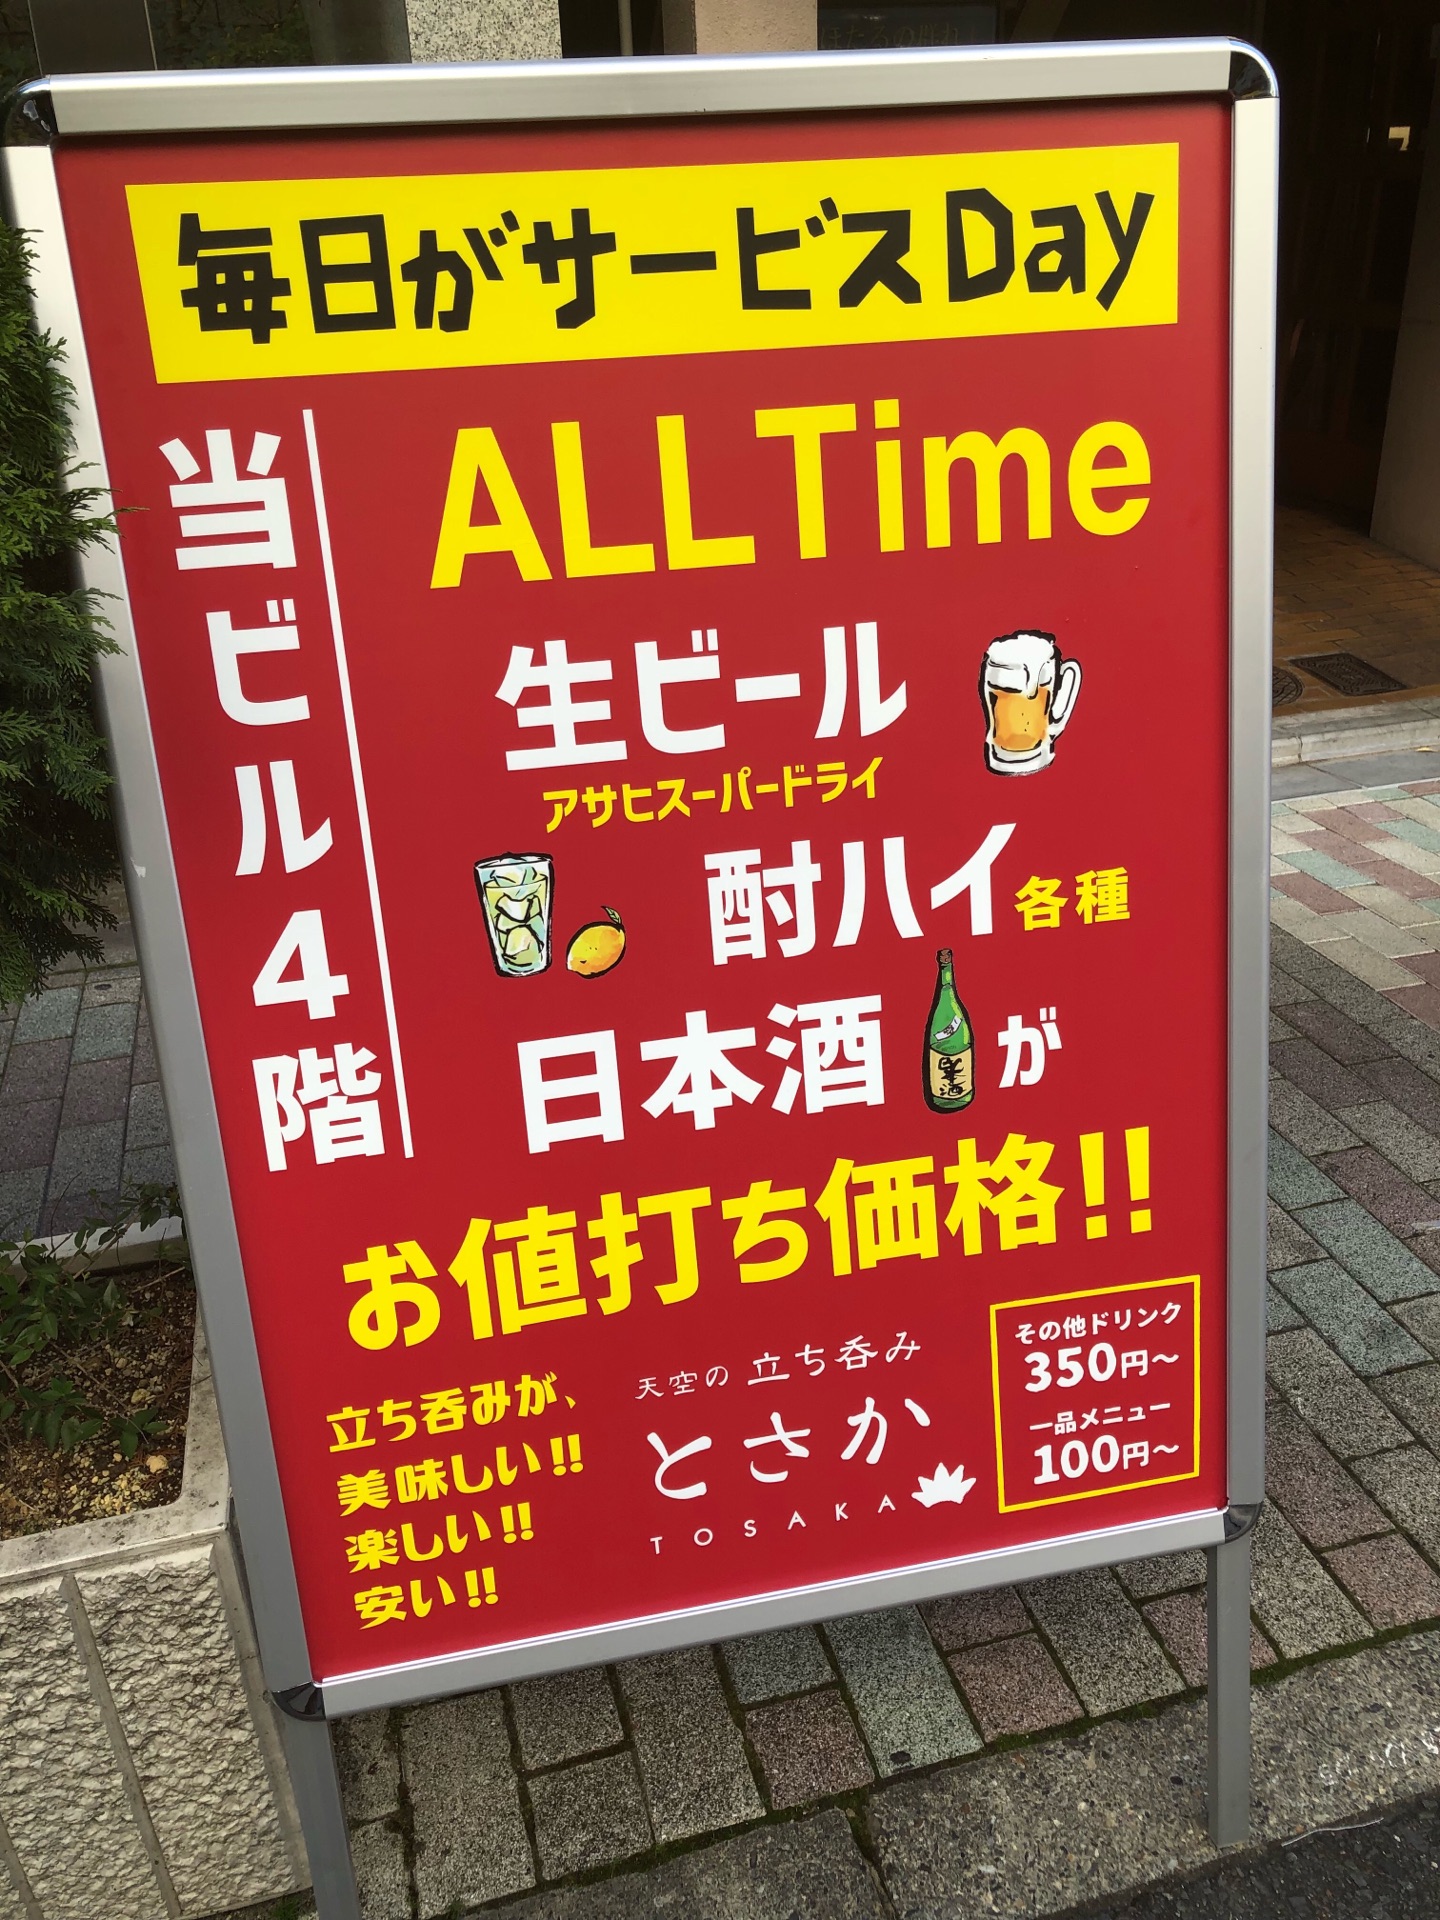 毎日がサービスDay
当ビル4階
ALLTime
生ビール
アサヒスーパードライ
酎ハイ各種
日本酒が
お値打ち価格!!
立ち呑みが、
美味しい!!
楽しい!!
安い!!
天空の 立ち呑み
とさか
TOSAKA
その他ドリンク
350円～
一品メニュー
100円～